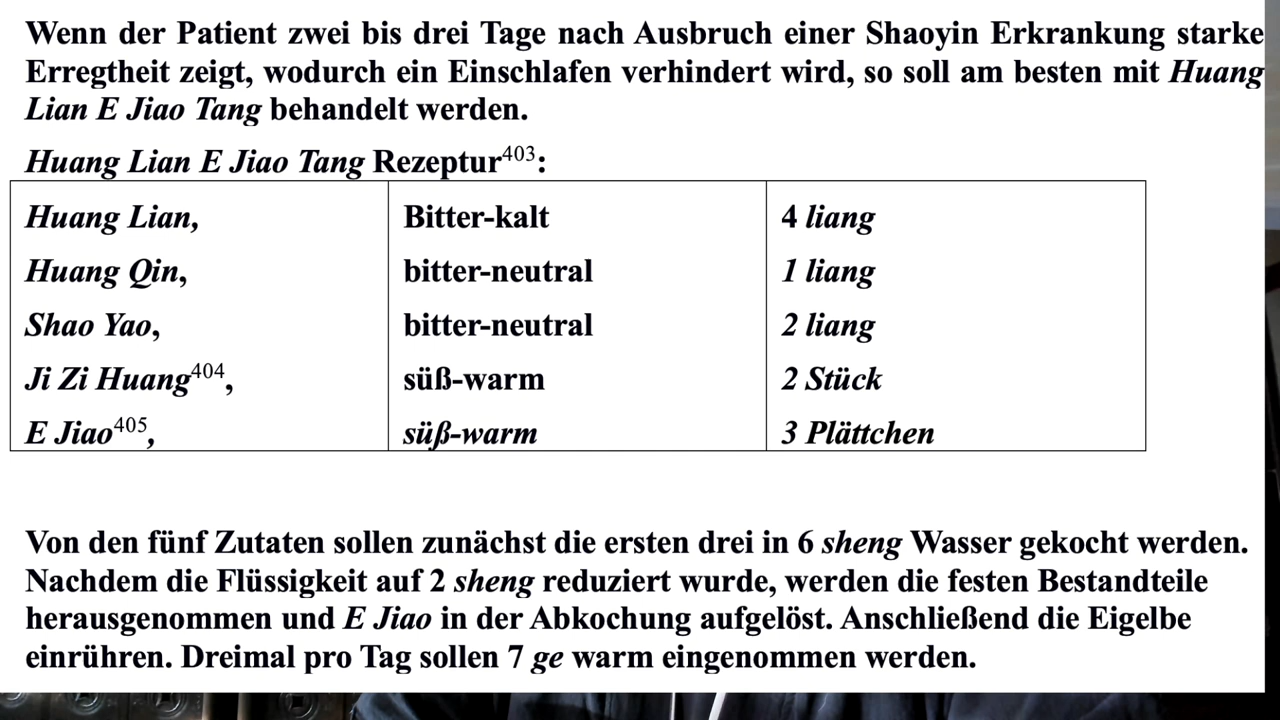 Wenn der Patient zwei bis drei Tage nach Ausbruch einer Shaoyin Erkrankung starke
Erregtheit zeigt, wodurch ein Einschlafen verhindert wird, so soll am besten mit Huang
Lian E Jiao Tang behandelt werden.
Huang Lian E Jiao Tang Rezeptur403:
Huang Lian, Bitter-kalt 4 liang
Huang Qin, bitter-neutral 1 liang
Shao Yao, bitter-neutral 2 liang
Ji Zi Huang404, süß-warm 2 Stück
E Jiao405, süß-warm 3 Plättchen
Von den fünf Zutaten sollen zunächst die ersten drei in 6 sheng Wasser gekocht werden.
Nachdem die Flüssigkeit auf 2 sheng reduziert wurde, werden die festen Bestandteile
herausgenommen und E Jiao in der Abkochung aufgelöst. Anschließend die Eigelbe
einrühren. Dreimal pro Tag sollen 7 ge warm eingenommen werden.